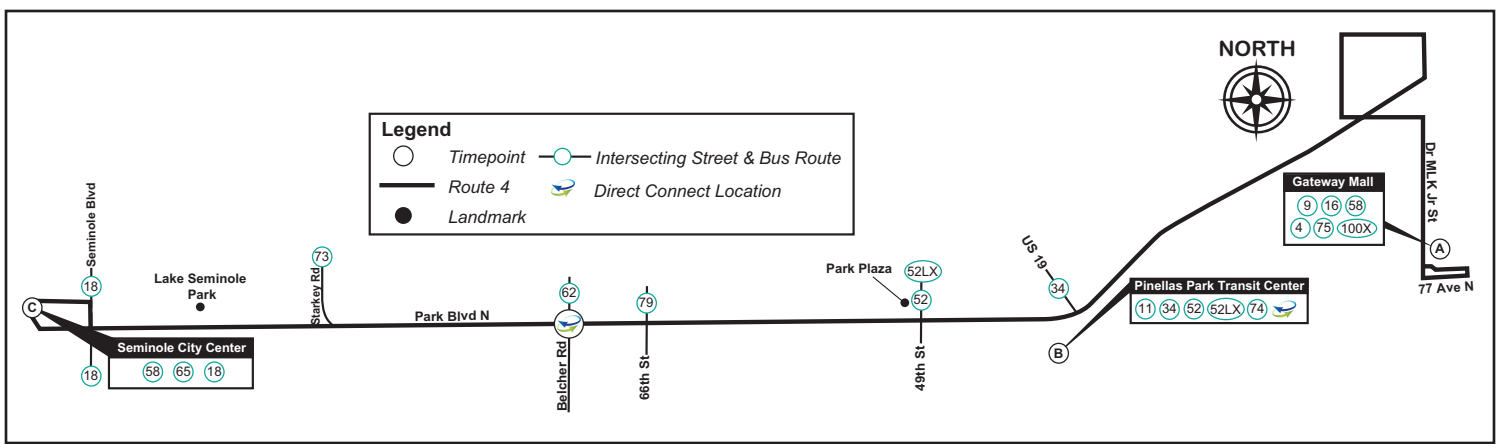 NORTH
Legend
Timepoint
Intersecting Street & Bus Route
Route 4
Direct Connect Location
Landmark
Dr MLK Jr St
Gateway Mall
9 16 58
4 75 100X
A
77 Ave N
Seminole Blvd
18
18
C
Lake Seminole
Park
73
Starkey Rd
Park Blvd N
62
Belcher Rd
79
66th St
Park Plaza
52LX
52
49th St
US 19
34
B
Pinellas Park Transit Center
11 34 52 52LX 74
Seminole City Center
58 65 18